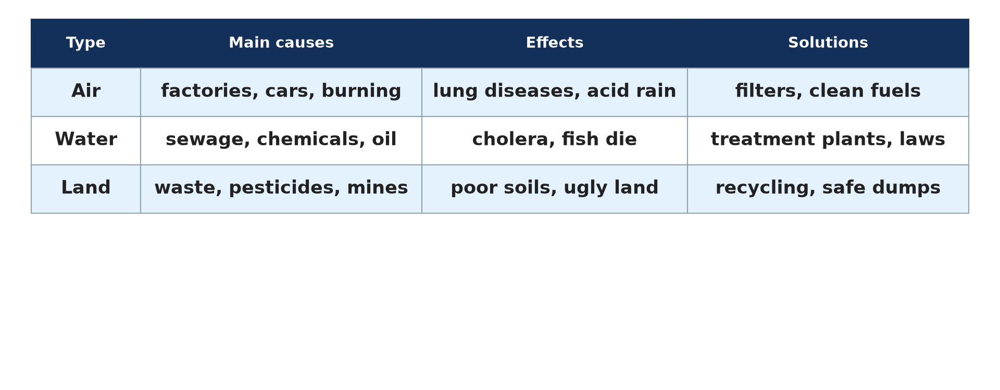 Type Main causes Effects Solutions
Air factories, cars, burning lung diseases, acid rain filters, clean fuels
Water sewage, chemicals, oil cholera, fish die treatment plants, laws
Land waste, pesticides, mines poor soils, ugly land recycling, safe dumps